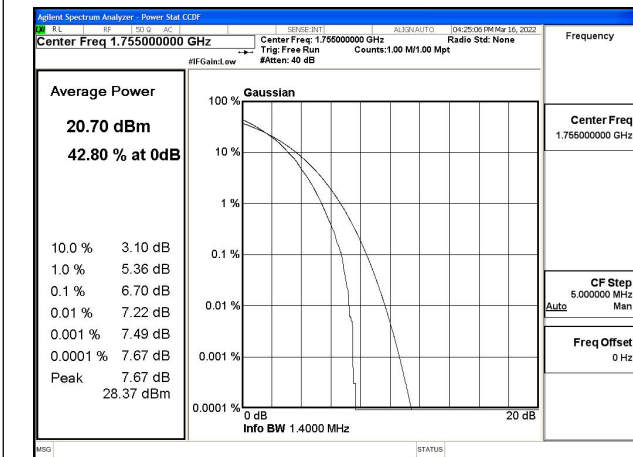 Agilent Spectrum Analyzer - Power Stat CCDF
RL RF 50 Ω AC SENSE:INT ALIGN AUTO 04:25:06 PM Mar 16, 2022
Center Freq 1.755000000 GHz
Center Freq: 1.755000000 GHz Radio Std: None
Trig: Free Run Counts:1.00 M/1.00 Mpt
#IFGain:Low #Atten: 40 dB
Frequency
Average Power
20.70 dBm
42.80 % at 0dB
10.0 % 3.10 dB
1.0 % 5.36 dB
0.1 % 6.70 dB
0.01 % 7.22 dB
0.001 % 7.49 dB
0.0001 % 7.67 dB
Peak 7.67 dB
28.37 dBm
Gaussian
100 %
10 %
1 %
0.1 %
0.01 %
0.001 %
0.0001 %
0 dB 20 dB
Info BW 1.4000 MHz
Center Freq
1.755000000 GHz
CF Step
5.000000 MHz
Auto Man
Freq Offset
0 Hz
MSG STATUS